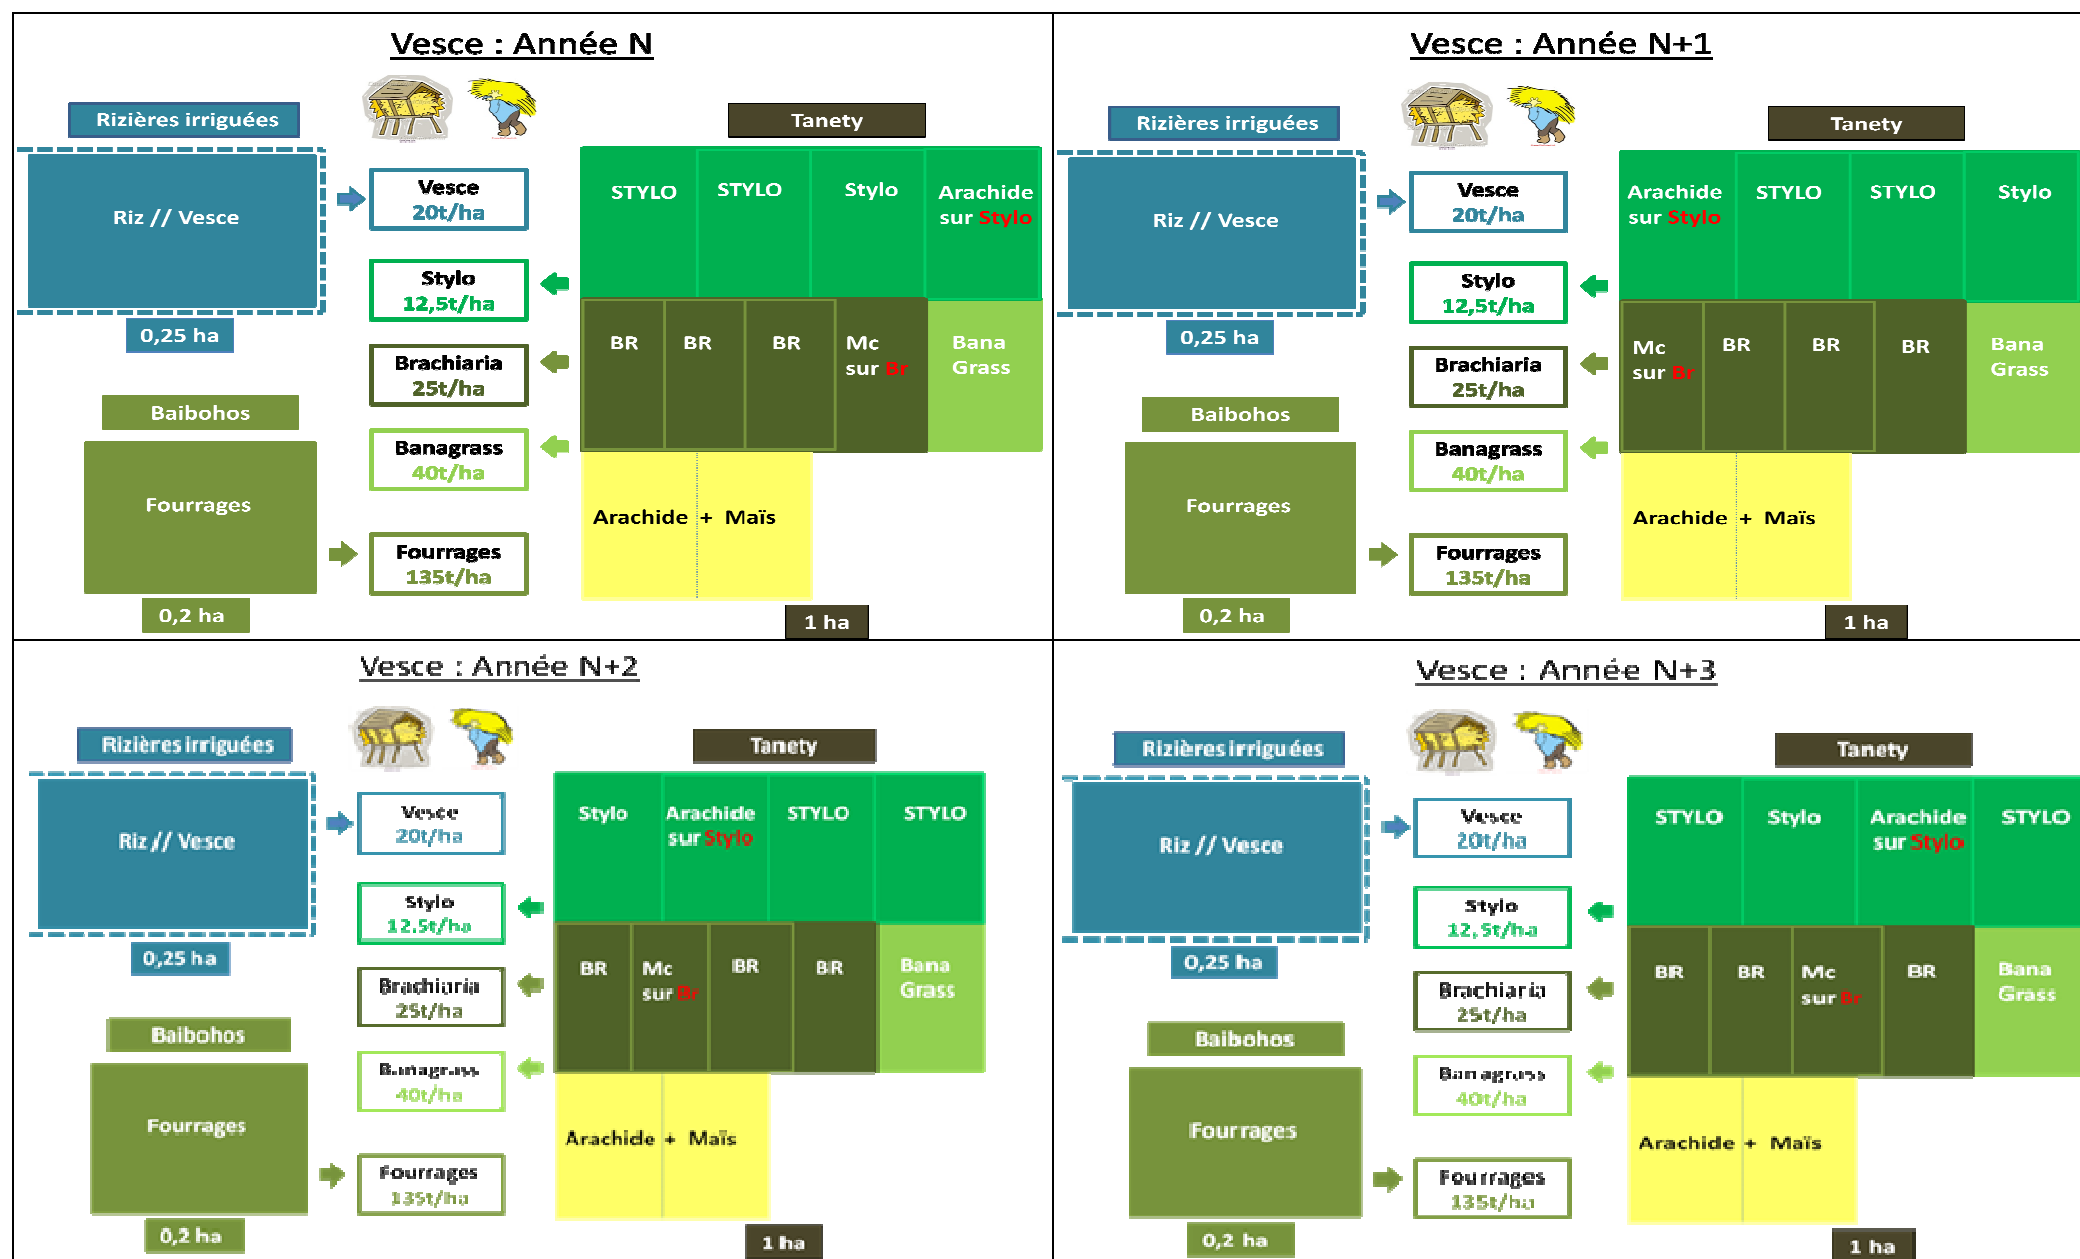 Vesce : Année N
Rizières irriguées
Tanety
Riz // Vesce
Vesce
20t/ha
STYLO
STYLO
Stylo
Arachide
sur Stylo
Stylo
12,5t/ha
0,25 ha
BR
BR
BR
Mc
sur Br
Bana
Grass
Brachiaria
25t/ha
Baibohos
Banagrass
40t/ha
Fourrages
Arachide + Maïs
Fourrages
135t/ha
0,2 ha
1 ha
Vesce : Année N+1
Rizières irriguées
Tanety
Riz // Vesce
Vesce
20t/ha
Arachide
sur Stylo
STYLO
STYLO
Stylo
Stylo
12,5t/ha
0,25 ha
Mc
sur Br
BR
BR
BR
Bana
Grass
Brachiaria
25t/ha
Baibohos
Banagrass
40t/ha
Fourrages
Arachide + Maïs
Fourrages
135t/ha
0,2 ha
1 ha
Vesce : Année N+2
Rizières irriguées
Tanety
Riz // Vesce
Vesce
20t/ha
Stylo
Arachide
sur Stylo
STYLO
STYLO
Stylo
12,5t/ha
0,25 ha
BR
Mc
sur Br
BR
BR
Bana
Grass
Brachiaria
25t/ha
Baibohos
Banagrass
40t/ha
Fourrages
Arachide + Maïs
Fourrages
135t/ha
0,2 ha
1 ha
Vesce : Année N+3
Rizières irriguées
Tanety
Riz // Vesce
Vesce
20t/ha
STYLO
Stylo
Arachide
sur Stylo
STYLO
Stylo
12,5t/ha
0,25 ha
BR
BR
Mc
sur Br
BR
Bana
Grass
Brachiaria
25t/ha
Baibohos
Banagrass
40t/ha
Fourrages
Arachide + Maïs
Fourrages
135t/ha
0,2 ha
1 ha